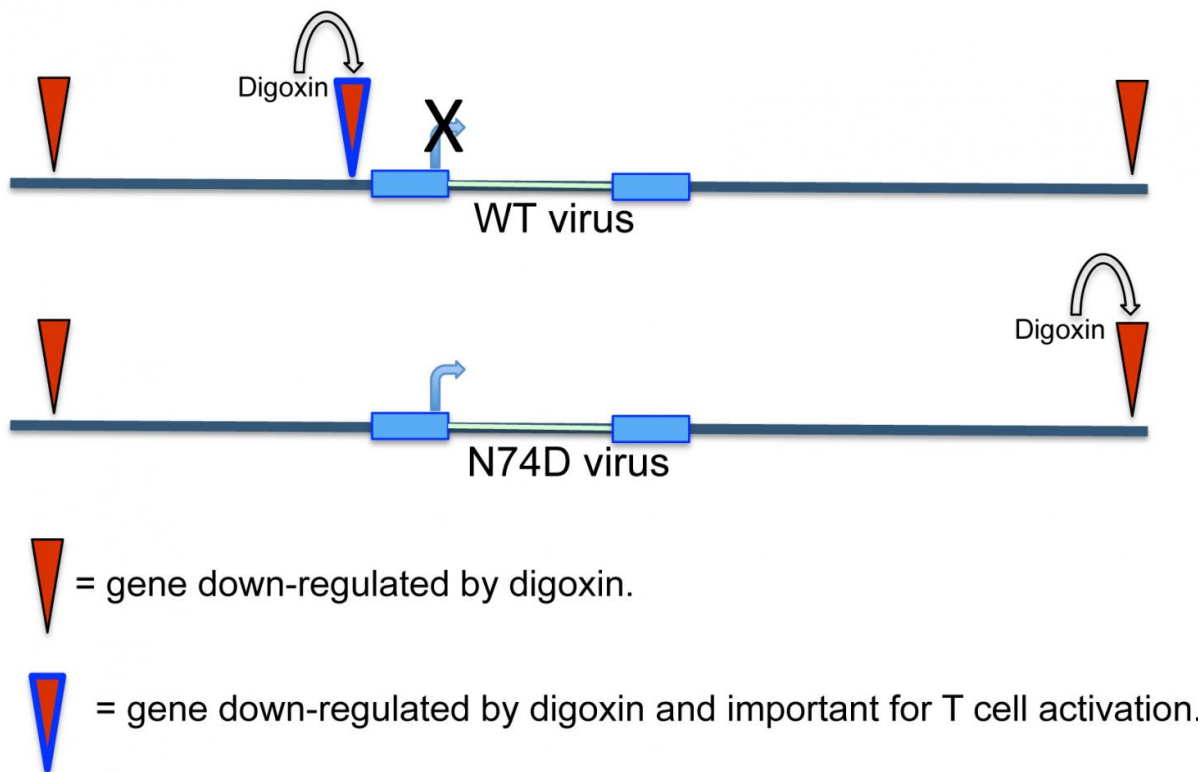 Digoxin
X
WT virus
Digoxin
N74D virus
= gene down-regulated by digoxin.
= gene down-regulated by digoxin and important for T cell activation.